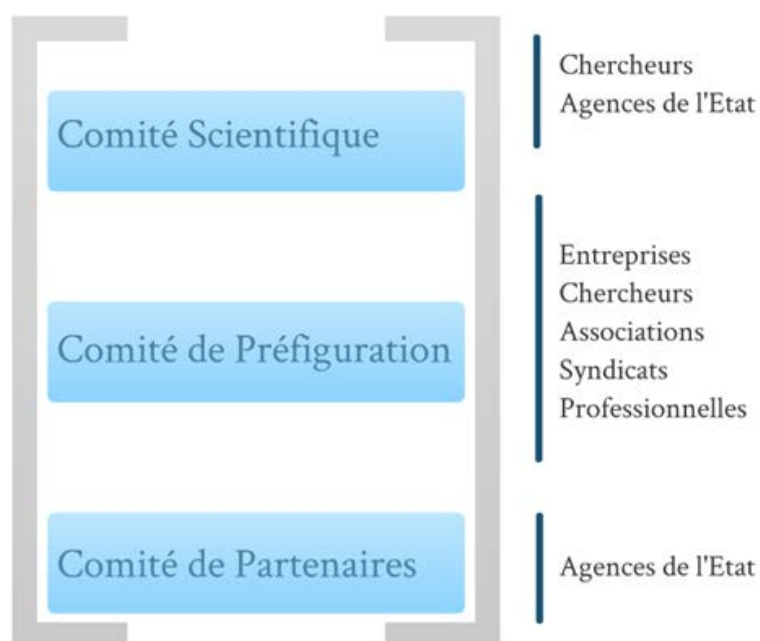 Comité Scientifique
Chercheurs
Agences de l'Etat
Comité de Préfiguration
Entreprises
Chercheurs
Associations
Syndicats
Professionnelles
Comité de Partenaires
Agences de l'Etat